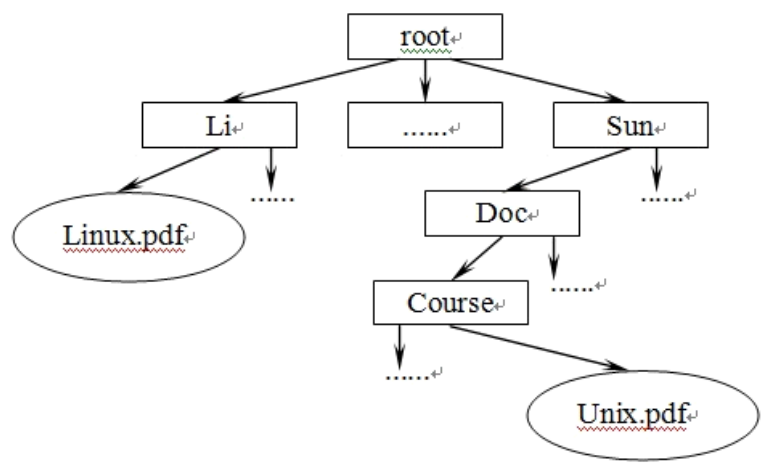 root
Li
......
Sun
......
......
Linux.pdf
Doc
......
Course
......
Unix.pdf